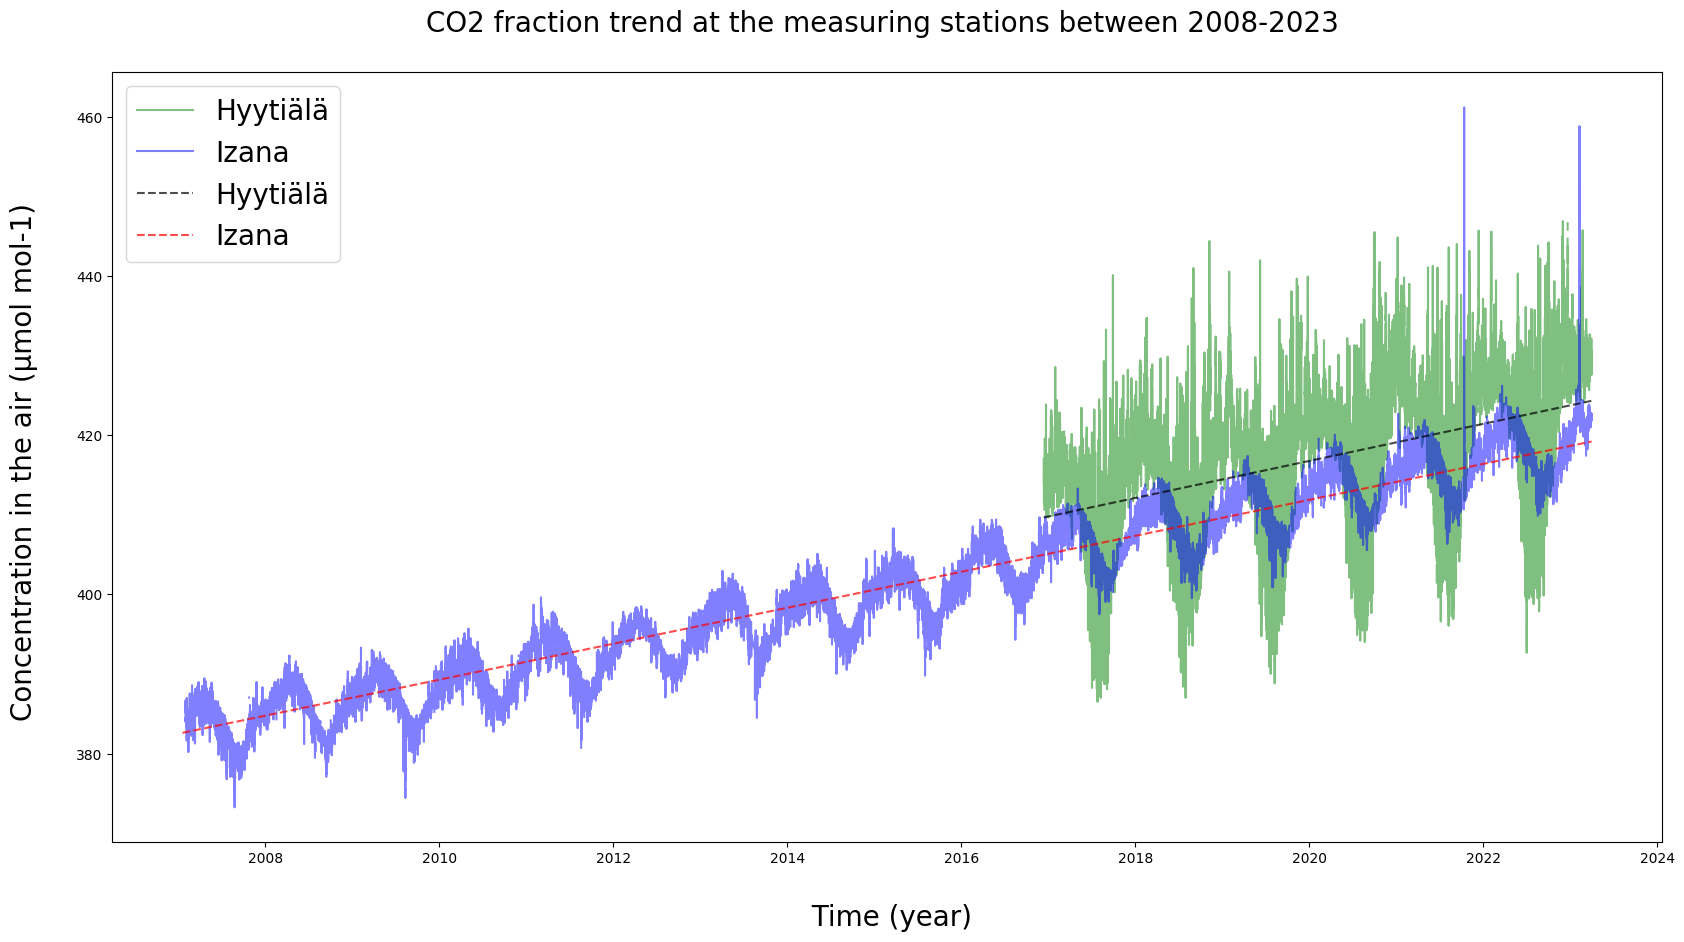 CO2 fraction trend at the measuring stations between 2008-2023
Hyytiälä
Izana
Hyytiälä
Izana
Concentration in the air (μmol mol-1)
460
440
420
400
380
2008
2010
2012
2014
2016
2018
2020
2022
2024
Time (year)